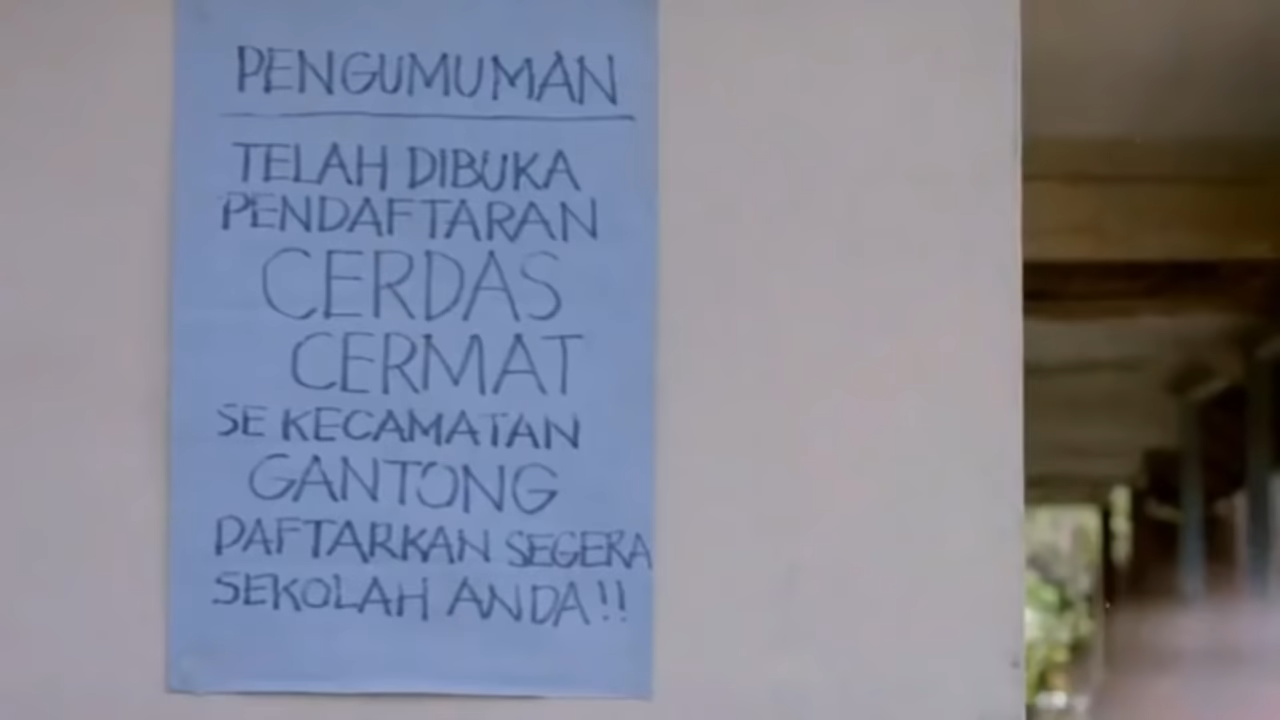 PENGUMUMAN
TELAH DIBUKA
PENDAFTARAN
CERDAS
CERMAT
SE KECAMATAN
GANTONG
DAFTARKAN SEGERA
SEKOLAH ANDA!!